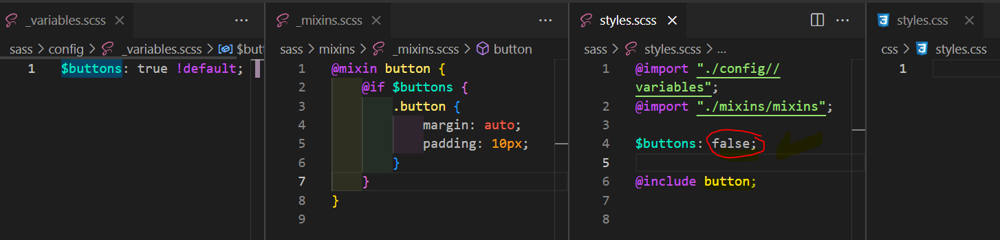 _variables.scss
sass > config > _variables.scss > $but
1 $buttons: true !default;
_mixins.scss
sass > mixins > _mixins.scss > button
1 @mixin button {
2 @if $buttons {
3 .button {
4 margin: auto;
5 padding: 10px;
6 }
7 }
8 }
9
styles.scss
sass > styles.scss > ...
1 @import "./config//
variables";
2 @import "./mixins/mixins";
3
4 $buttons: false;
5
6 @include button;
7
8
styles.css
css > styles.css
1